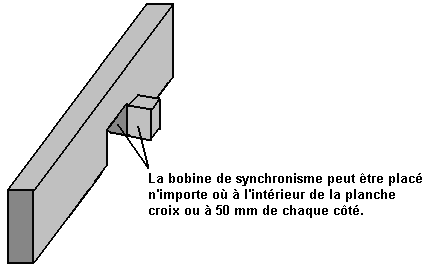 La bobine de synchronisme peut être placé
n'importe où à l'intérieur de la planche
croix ou à 50 mm de chaque côté.